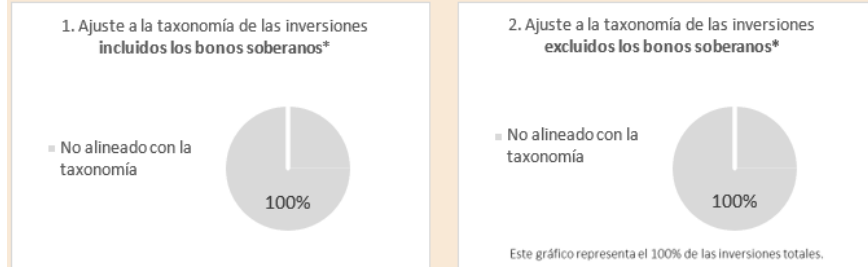 1. Ajuste a la taxonomía de las inversiones
incluidos los bonos soberanos*
No alineado con la
taxonomía
100%
2. Ajuste a la taxonomía de las inversiones
excluidos los bonos soberanos*
No alineado con la
taxonomía
100%
Este gráfico representa el 100% de las inversiones totales.